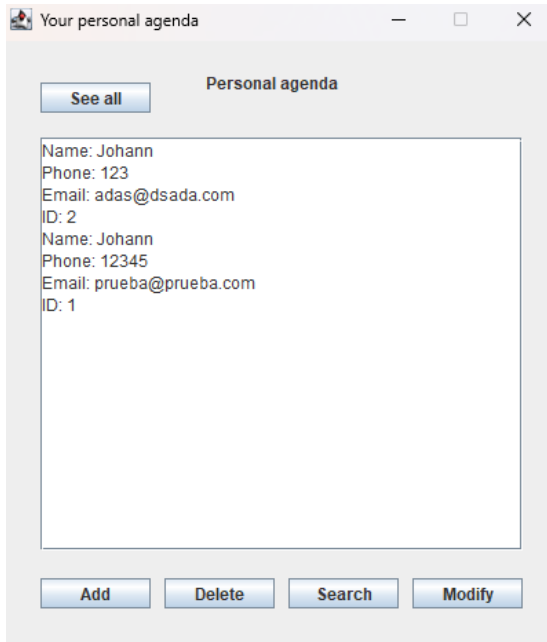 Your personal agenda
Personal agenda
See all
Name: Johann
Phone: 123
Email: adas@dsada.com
ID: 2
Name: Johann
Phone: 12345
Email: prueba@prueba.com
ID: 1
Add Delete Search Modify